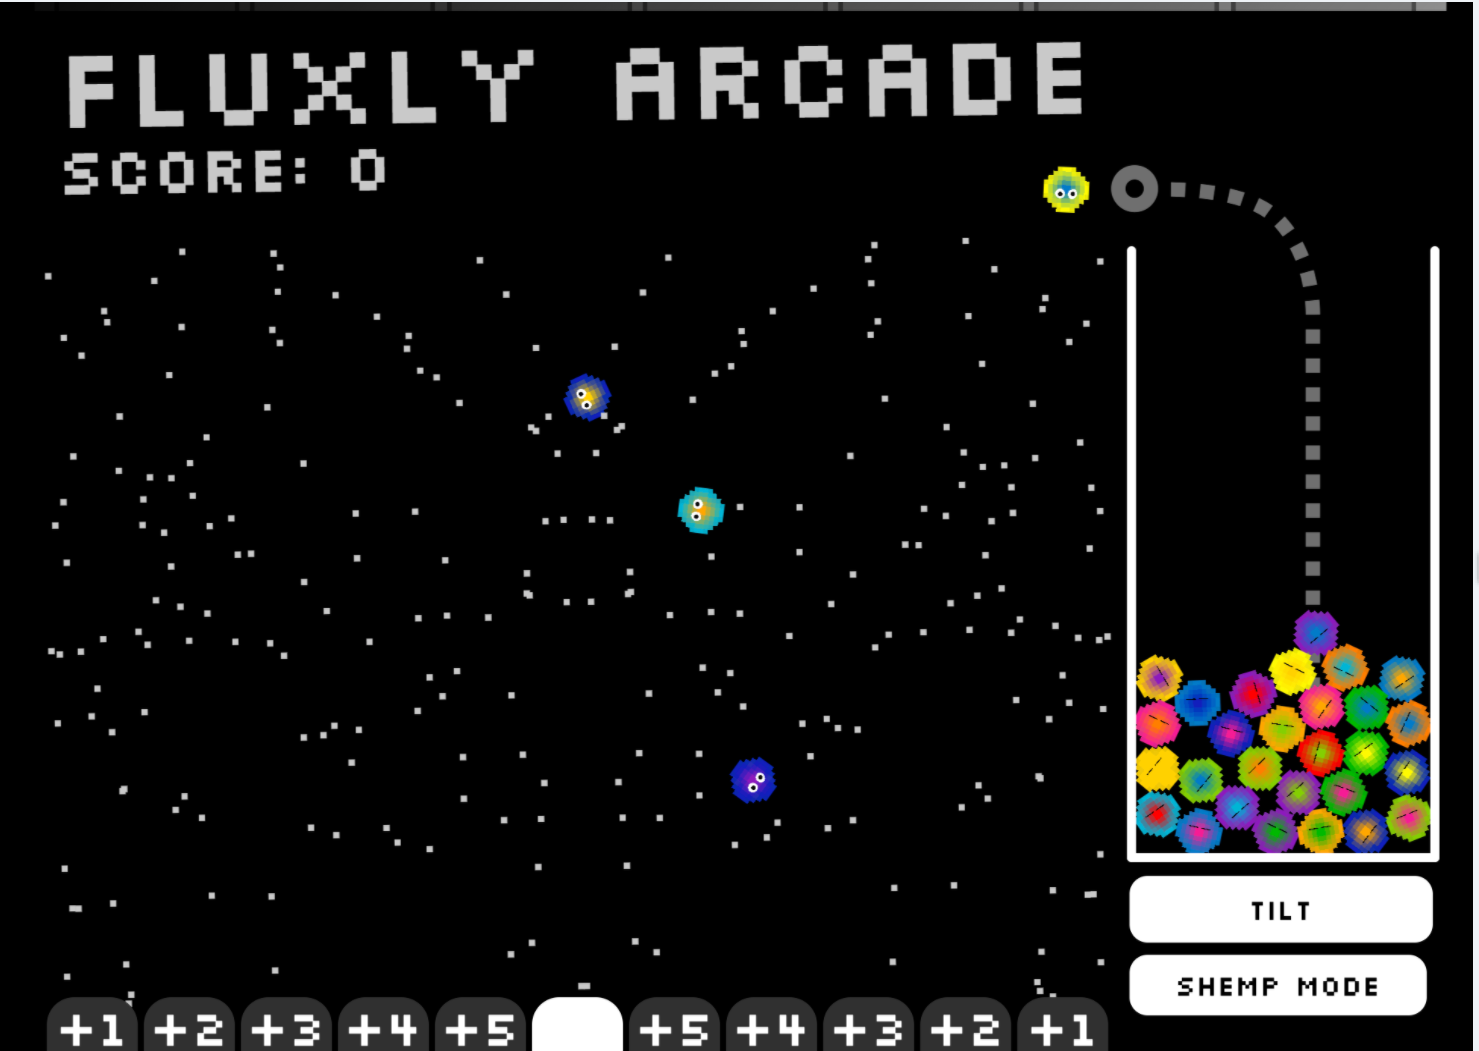 FLUXLY ARCADE
SCORE: 0
TILT
SHEMP MODE
+1 +2 +3 +4 +5 +5 +4 +3 +2 +1